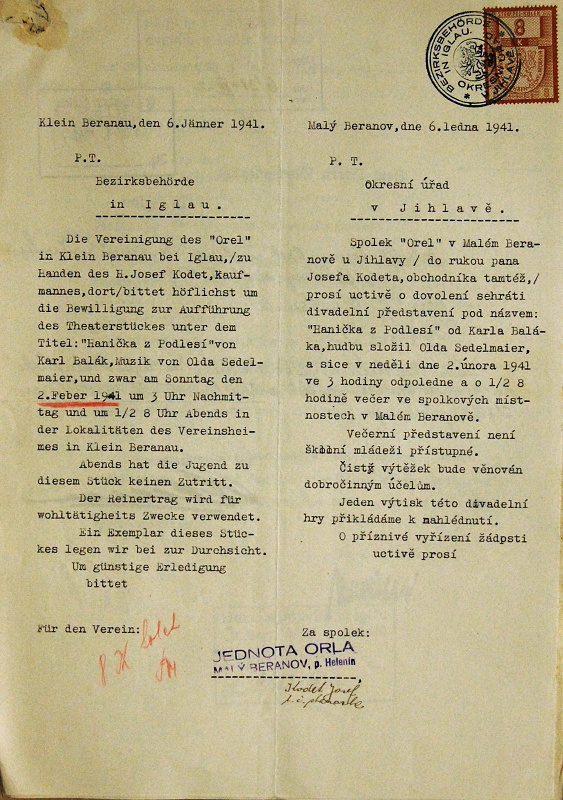 BEZIRKSBEHÖRDE IN IGLAU.
OKRESNÍ ÚŘAD V JIHLAVĚ
8
K
Klein Beranau,den 6.Jänner 1941.
P.T.
Bezirksbehörde
in Iglau.
Die Vereinigung des "Orel"
in Klein Beranau bei Iglau,/zu
Handen des H.Josef Kodet,Kauf-
mannes,dort/bittet höflichst um
die Bewilligung zur Aufführung
des Theaterstückes unter dem
Titel:"Hanička z Podlesí"von
Karl Balák,Muzik von Olda Sedel-
maier,und zwar am Sonntag den
2.Feber 1941 um 3 Uhr Nachmit-
tag und um 1/2 8 Uhr Abends in
der Lokalitäten des Vereinshei-
mes in Klein Beranau.
Abends hat die Jugend zu
diesem Stück keinen Zutritt.
Der Reinertrag wird für
wohltätigheits Zwecke verwendet.
Ein Exemplar dieses Stüc-
kes legen wir bei zur Durchsicht.
Um günstige Erledigung
bittet
Für den Verein:
Malý Beranov, dne 6.ledna 1941.
P. T.
Okresní úřad
v Jihlavě.
Spolek "Orel" v Malém Bera-
nově u Jihlavy / do rukou pana
Josefa Kodeta,obchodníka tamtéž,/
prosí uctivě o dovolení sehráti
divadelní představení pod názvem:
"Hanička z Podlesí" od Karla Balá-
ka,hudbu složil Olda Sedelmaier,
a sice v neděli dne 2.února 1941
ve 3 hodiny odpoledne a o 1/2 8
hodině večer ve spolkových míst-
nostech v Malém Beranově.
Večerní představení není
školní mládeži přístupné.
Čistý výtěžek bude věnován
dobročinným účelům.
Jeden výtisk této divadelní
hry přikládáme k nahlédnutí.
O příznivé vyřízení žádpsti
uctivě prosí
Za spolek:
JEDNOTA ORLA
MALÝ BERANOV, p. Helenín
Kodet Josef